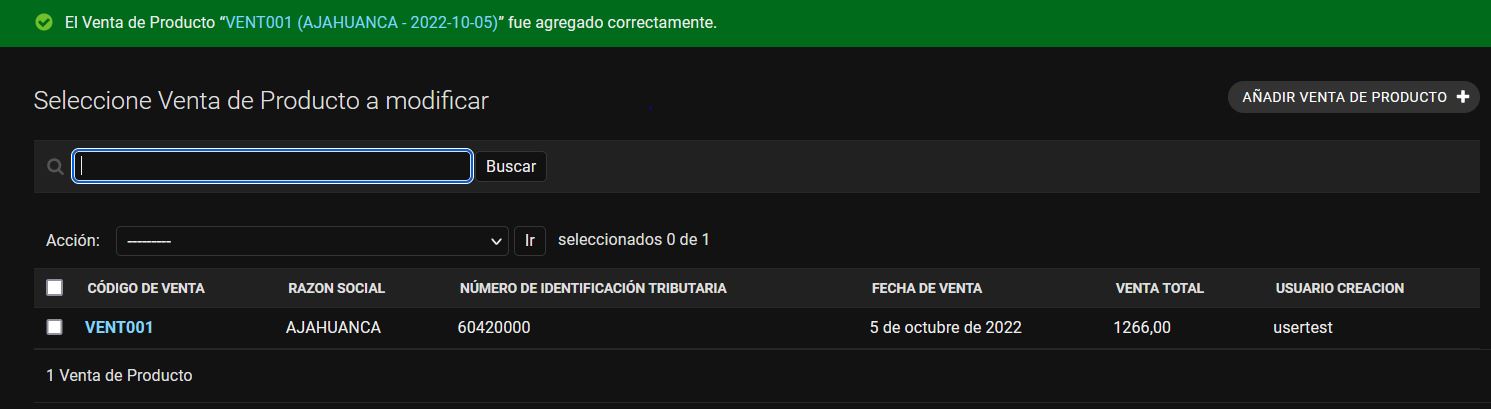 El Venta de Producto “VENT001 (AJAHUANCA - 2022-10-05)” fue agregado correctamente.
Seleccione Venta de Producto a modificar
AÑADIR VENTA DE PRODUCTO +
Buscar
Acción: --------- Ir seleccionados 0 de 1
CÓDIGO DE VENTA RAZON SOCIAL NÚMERO DE IDENTIFICACIÓN TRIBUTARIA FECHA DE VENTA VENTA TOTAL USUARIO CREACION
VENT001 AJAHUANCA 60420000 5 de octubre de 2022 1266,00 usertest
1 Venta de Producto